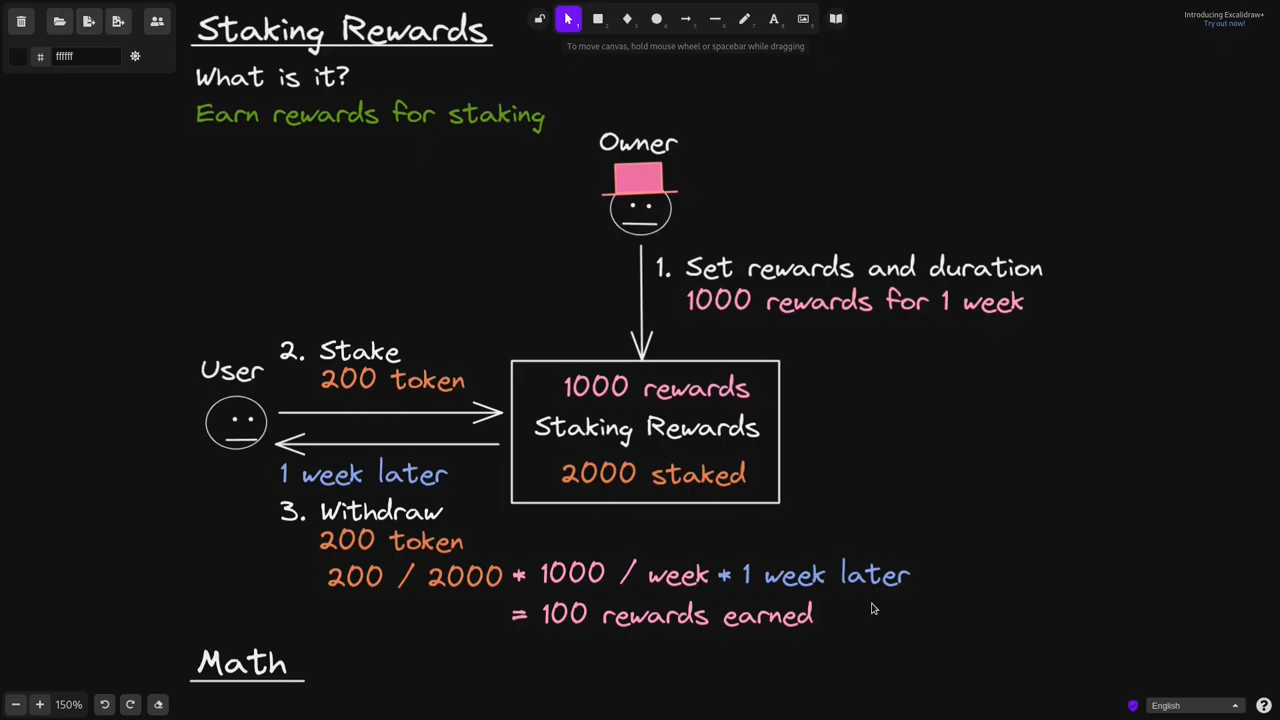 Staking Rewards
What is it?
Earn rewards for staking
# ffffff
To move canvas, hold mouse wheel or spacebar while dragging
Introducing Excalidraw+
Try out now!
Owner
1. Set rewards and duration
1000 rewards for 1 week
2. Stake
200 token
User
1000 rewards
Staking Rewards
2000 staked
1 week later
3. Withdraw
200 token
200 / 2000 * 1000 / week * 1 week later
= 100 rewards earned
Math
150%
English